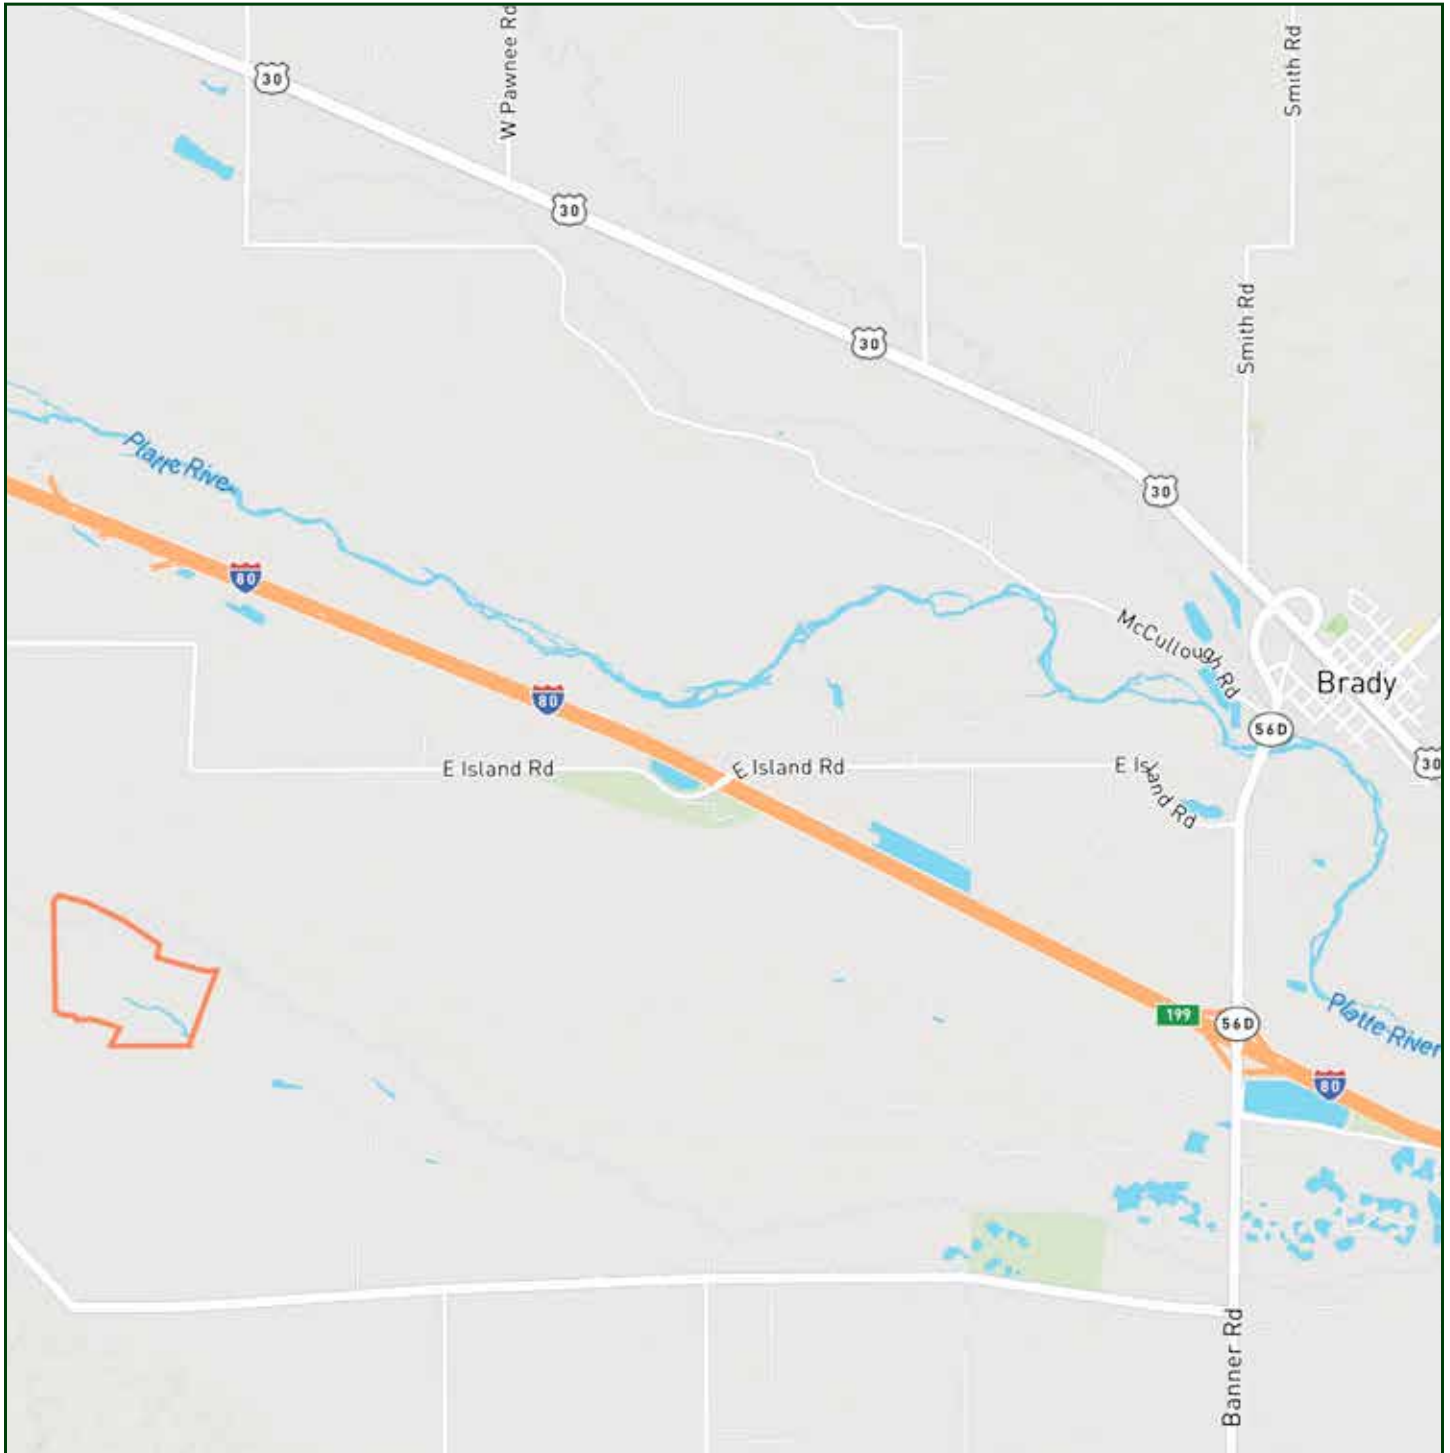 W Pawnee Rd
Smith Rd
30
30
Smith Rd
30
Platte River
30
80
McCullough Rd
Brady
80
56D
E Island Rd
E Island Rd
E Island Rd
30
199
56D
Platte River
80
Banner Rd